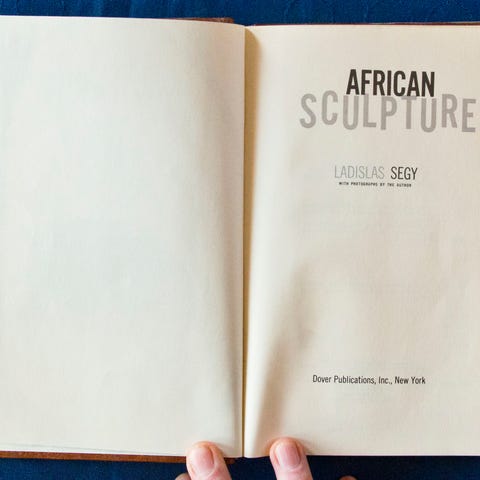 AFRICAN
SCULPTURE
LADISLAS SEGY
WITH PHOTOGRAPHS BY THE AUTHOR
Dover Publications, Inc., New York